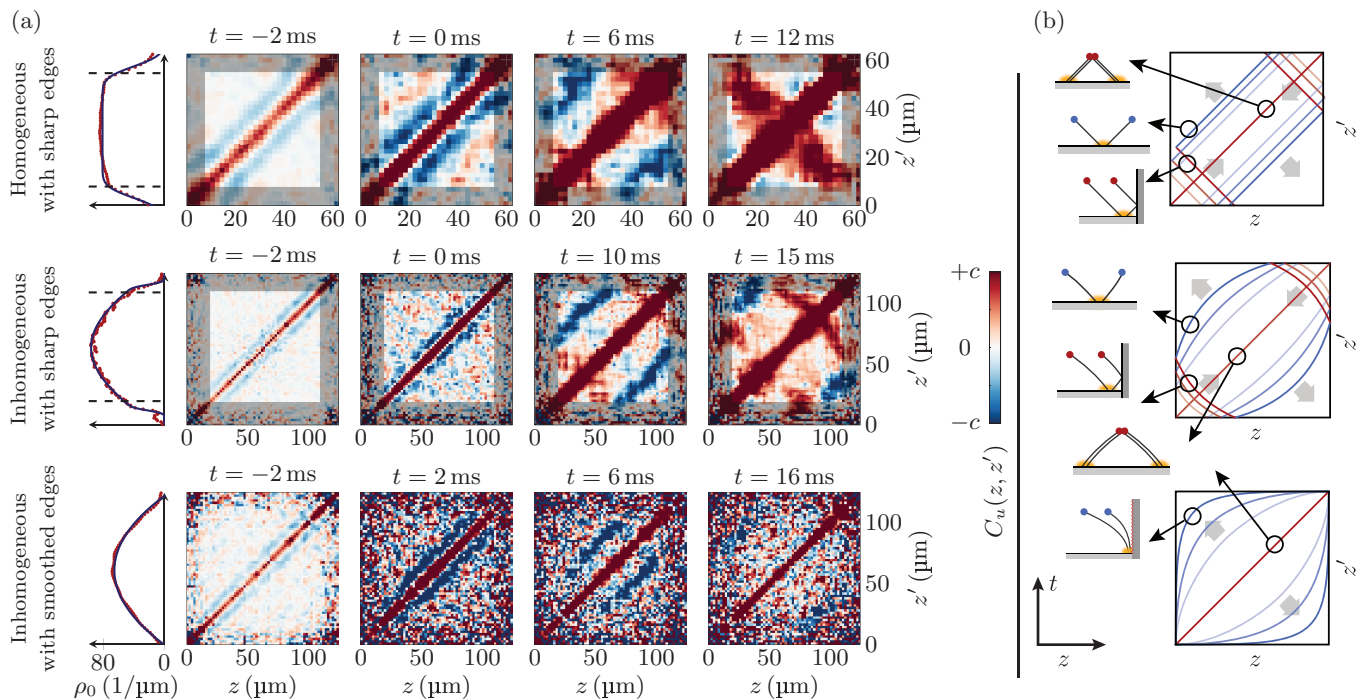 (a)
(b)
Homogeneous
with sharp edges
t = −2 ms
t = 0 ms
t = 6 ms
t = 12 ms
0 20 40 60
0 20 40 60
0 20 40 60
0 20 40 60
60
40
20
0
z′ (µm)
Inhomogeneous
with sharp edges
t = −2 ms
t = 0 ms
t = 10 ms
t = 15 ms
0 50 100
0 50 100
0 50 100
0 50 100
100
50
0
z′ (µm)
Inhomogeneous
with smoothed edges
t = −2 ms
t = 2 ms
t = 6 ms
t = 16 ms
80 0
ρ₀ (1/µm)
0 50 100
0 50 100
0 50 100
0 50 100
z (µm)
z (µm)
z (µm)
z (µm)
100
50
0
z′ (µm)
+c
0
−c
C_u(z, z′)
z
z′
z
z′
z
z′
t
z